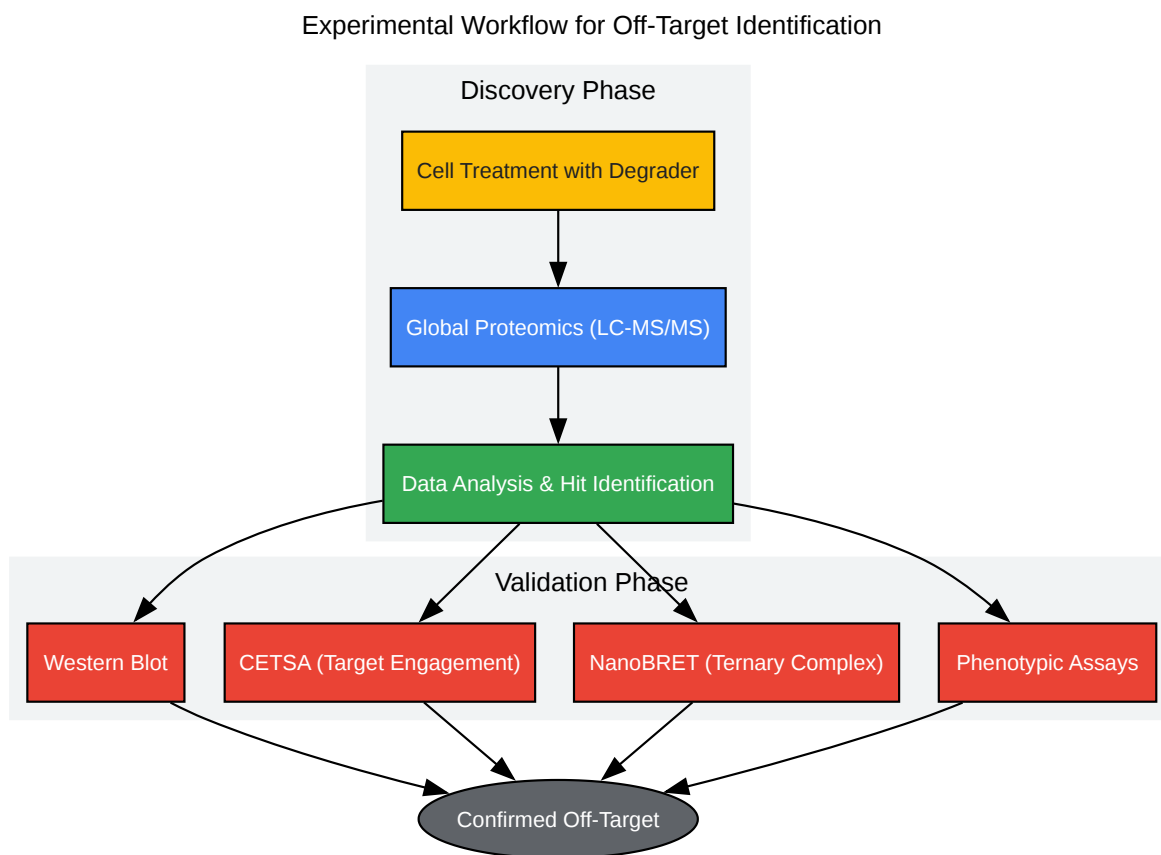 Experimental Workflow for Off-Target Identification
Discovery Phase
Cell Treatment with Degrader
Global Proteomics (LC-MS/MS)
Data Analysis & Hit Identification
Validation Phase
Western Blot
CETSA (Target Engagement)
NanoBRET (Ternary Complex)
Phenotypic Assays
Confirmed Off-Target